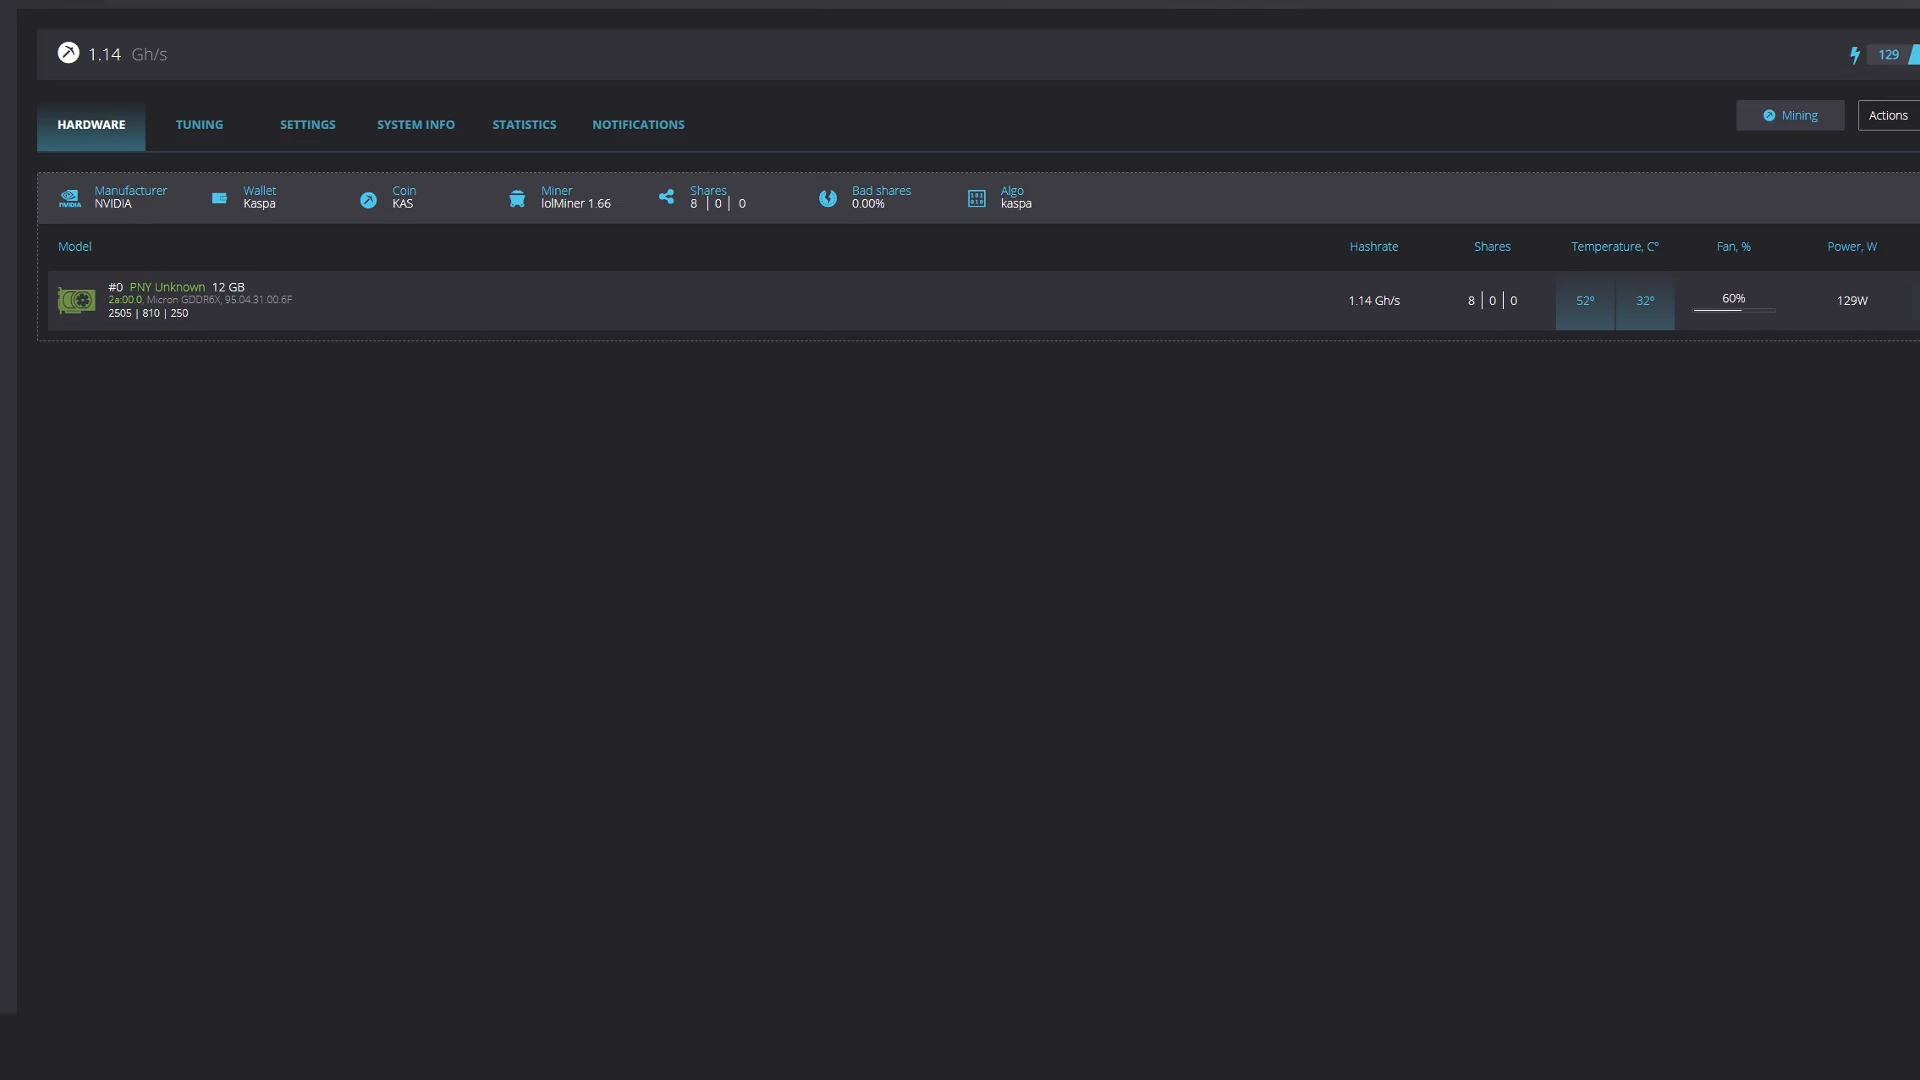 1.14 Gh/s
129
HARDWARE TUNING SETTINGS SYSTEM INFO STATISTICS NOTIFICATIONS
Mining
Actions
Manufacturer Wallet Coin Miner Shares Bad shares Algo
NVIDIA Kaspa KAS lolMiner 1.66 8 | 0 | 0 0.00% kaspa
NVIDIA
Model Hashrate Shares Temperature, C° Fan, % Power, W
#0 PNY Unknown 12 GB
2a:00.0, Micron GDDR6X, 95.04.31.00.6F
2505 | 810 | 250
1.14 Gh/s 8 | 0 | 0 52° 32° 60% 129W